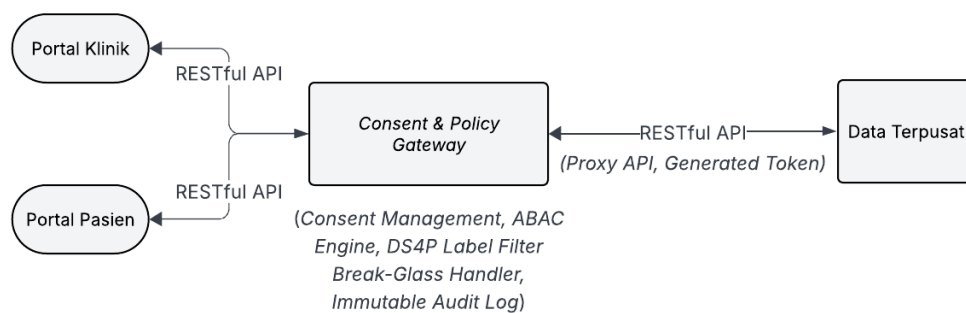 Portal Klinik
RESTful API
Consent & Policy
Gateway
RESTful API
Data Terpusat
(Proxy API, Generated Token)
RESTful API
Portal Pasien
(Consent Management, ABAC
Engine, DS4P Label Filter
Break-Glass Handler,
Immutable Audit Log)